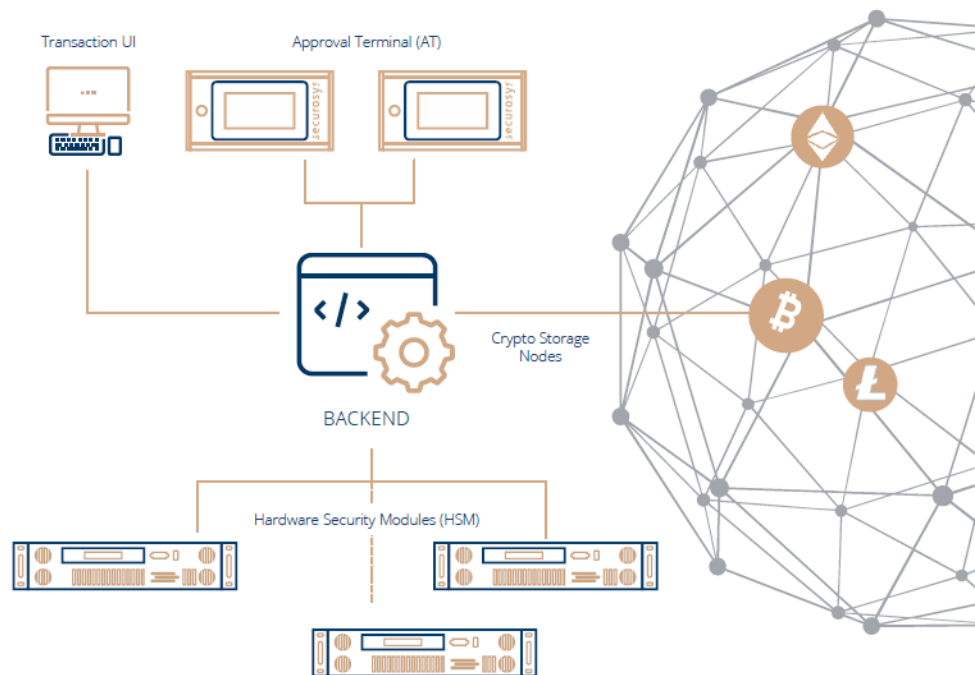 Transaction UI
Approval Terminal (AT)
securosys
securosys
</>
Crypto Storage
Nodes
BACKEND
Hardware Security Modules (HSM)